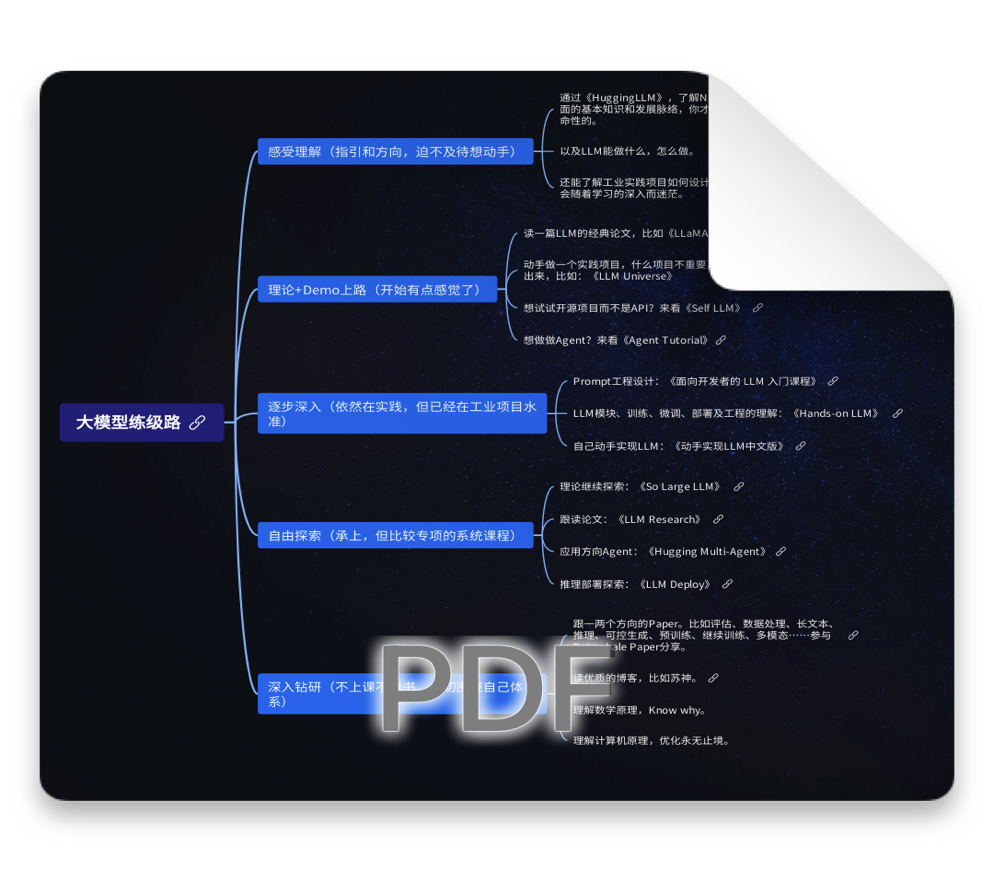 通过《HuggingLLM》，了解N
面的基本知识和发展脉络，你才
命性的。
感受理解（指引和方向，迫不及待想动手）
以及LLM能做什么，怎么做。
还能了解工业实践项目如何设计
会随着学习的深入而迷茫。
读一篇LLM的经典论文，比如《LLaMA
动手做一个实践项目，什么项目不重要
出来，比如：《LLM Universe》
理论+Demo上路（开始有点感觉了）
想试试开源项目而不是API？来看《Self LLM》
想做做Agent？来看《Agent Tutorial》
大模型练级路
Prompt工程设计：《面向开发者的 LLM 入门课程》
逐步深入（依然在实践，但已经在工业项目水
准）
LLM模块、训练、微调、部署及工程的理解：《Hands-on LLM》
自己动手实现LLM：《动手实现LLM中文版》
理论继续探索：《So Large LLM》
跟读论文：《LLM Research》
自由探索（承上，但比较专项的系统课程）
应用方向Agent：《Hugging Multi-Agent》
推理部署探索：《LLM Deploy》
跟一两个方向的Paper。比如评估、数据处理、长文本、
推理、可控生成、预训练、继续训练、多模态……参与
Paper分享。
读优质的博客，比如苏神。
深入钻研（不上课不 书， 自己体
系）
理解数学原理，Know why。
理解计算机原理，优化永无止境。
PDF